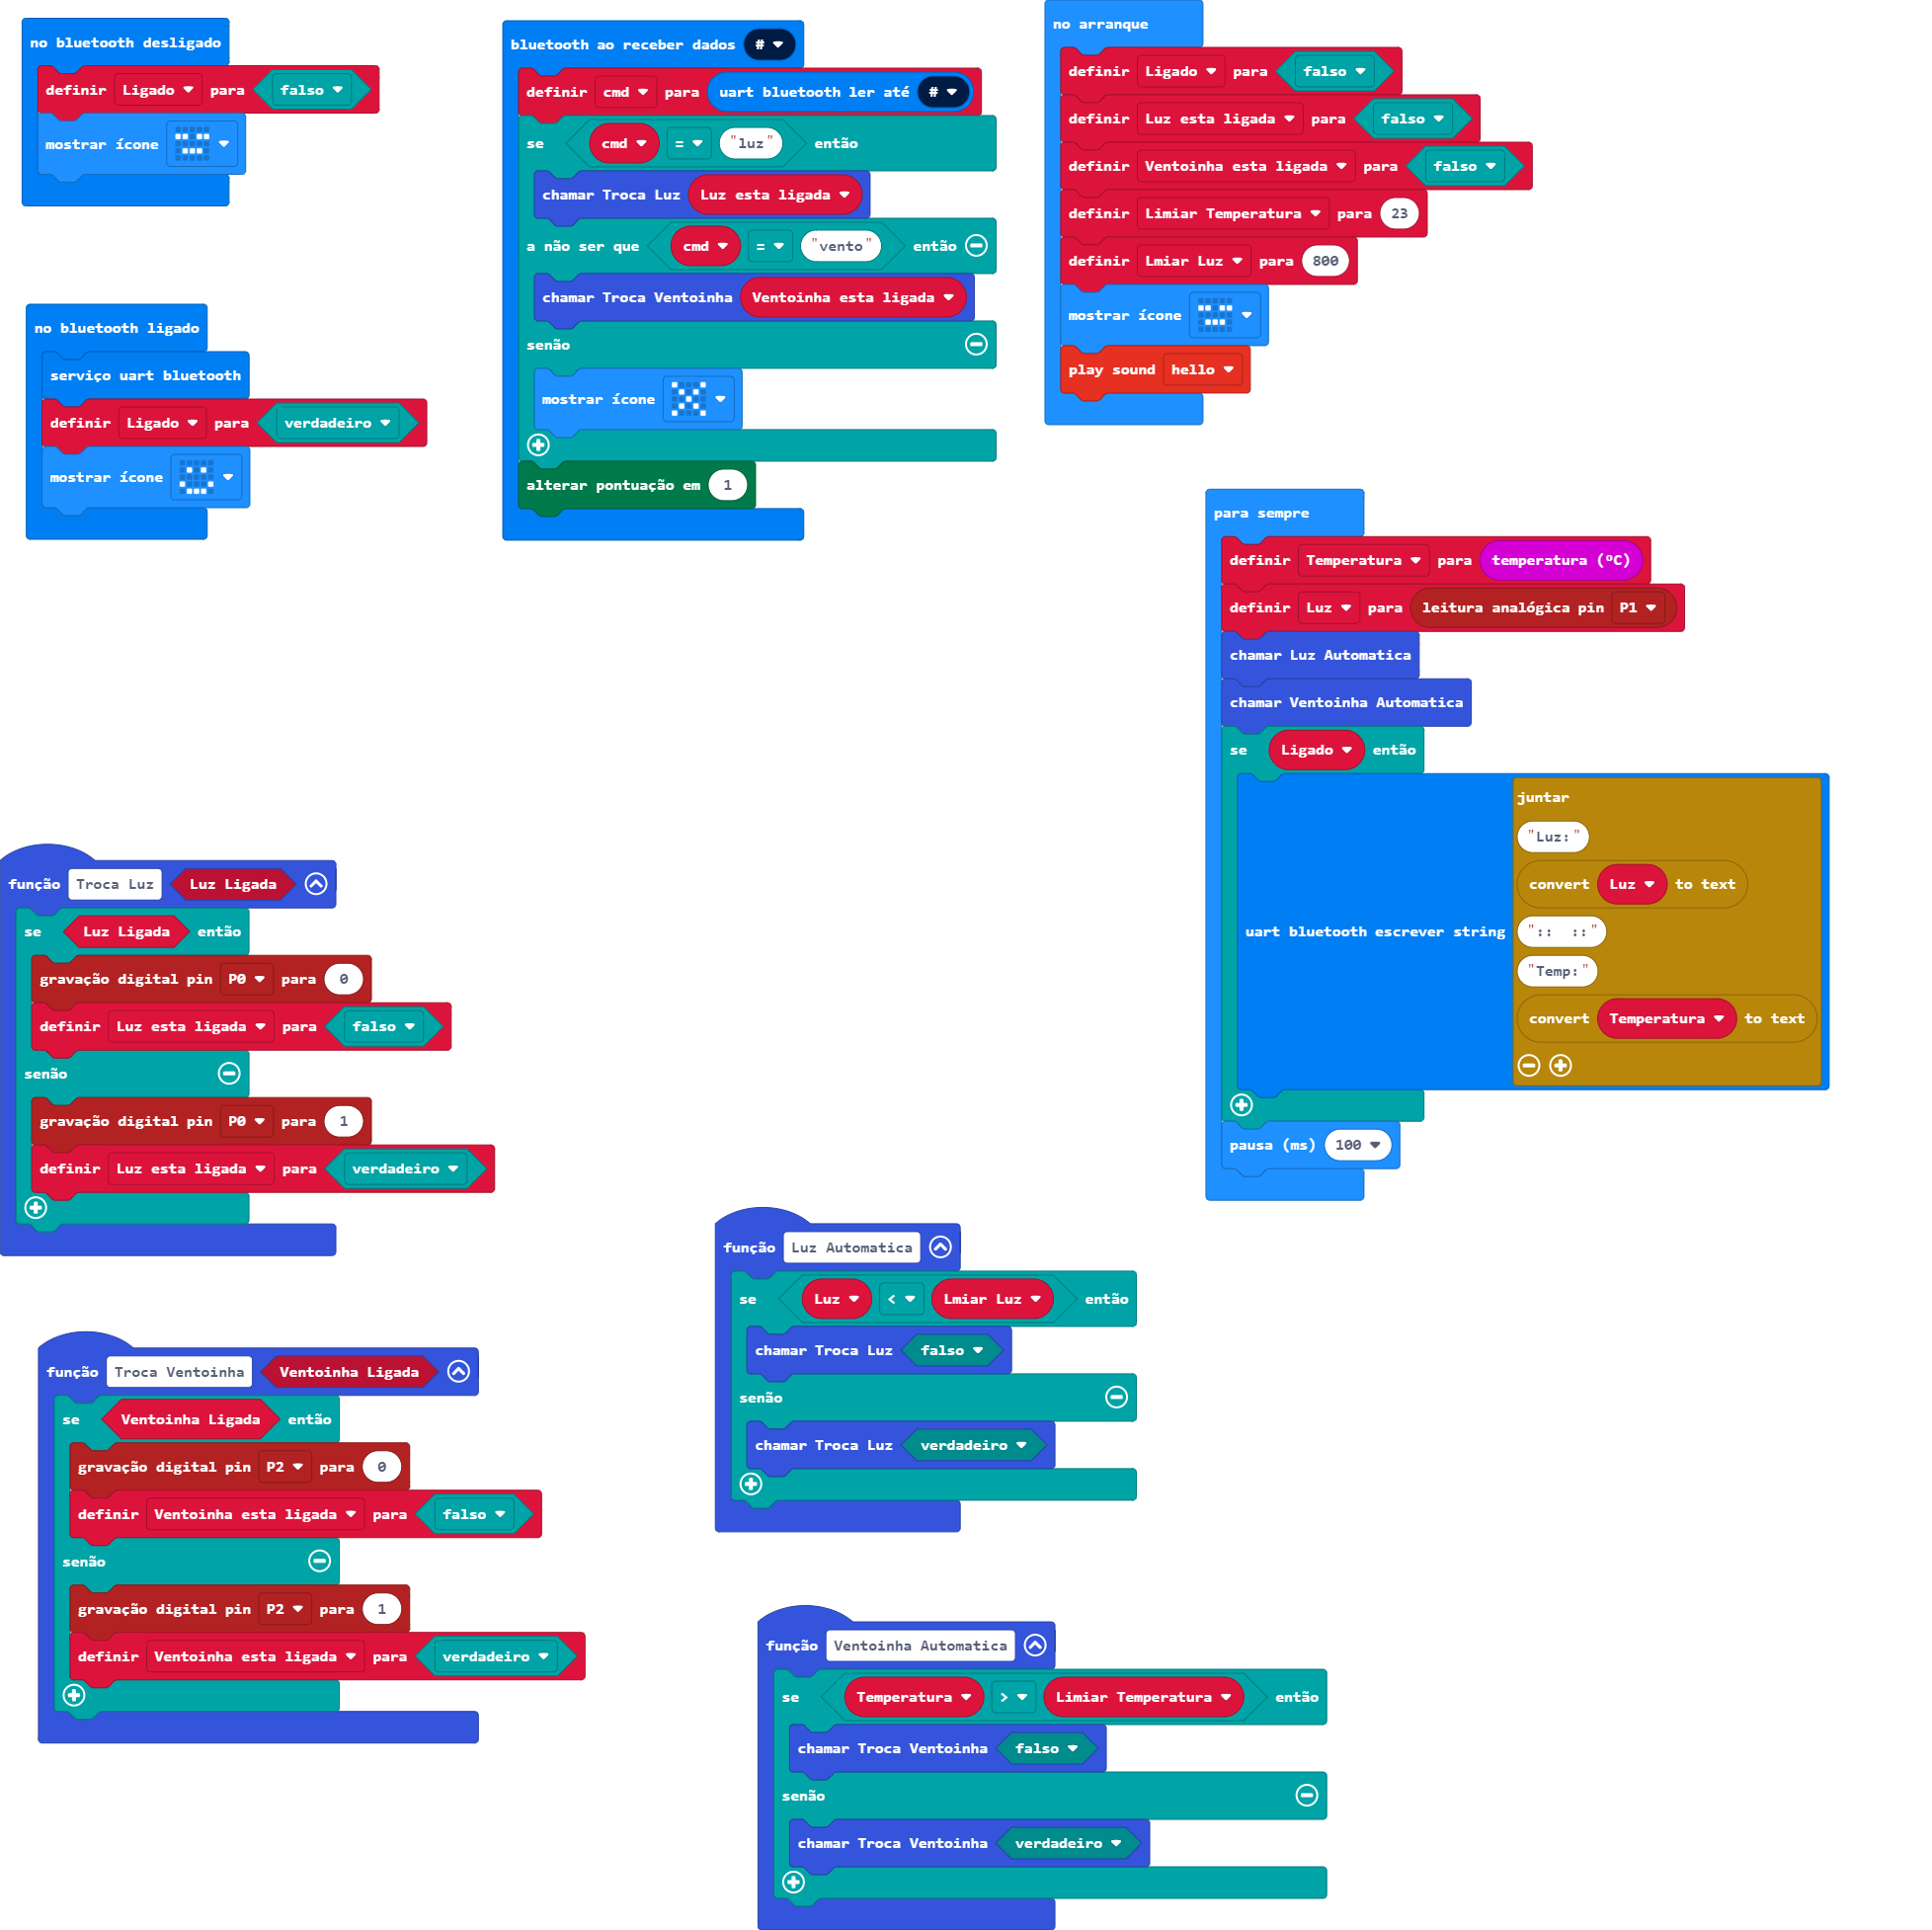 no bluetooth desligado
definir Ligado para falso
mostrar ícone
no bluetooth ligado
serviço uart bluetooth
definir Ligado para verdadeiro
mostrar ícone
bluetooth ao receber dados #
definir cmd para uart bluetooth ler até #
se cmd = "luz" então
chamar Troca Luz Luz esta ligada
a não ser que cmd = "vento" então
chamar Troca Ventoinha Ventoinha esta ligada
senão
mostrar ícone
alterar pontuação em 1
no arranque
definir Ligado para falso
definir Luz esta ligada para falso
definir Ventoinha esta ligada para falso
definir Limiar Temperatura para 23
definir Lmiar Luz para 800
mostrar ícone
play sound hello
para sempre
definir Temperatura para temperatura (ºC)
definir Luz para leitura analógica pin P1
chamar Luz Automatica
chamar Ventoinha Automatica
se Ligado então
juntar
"Luz:"
convert Luz to text
uart bluetooth escrever string "::  ::"
"Temp:"
convert Temperatura to text
pausa (ms) 100
função Troca Luz Luz Ligada
se Luz Ligada então
gravação digital pin P0 para 0
definir Luz esta ligada para falso
senão
gravação digital pin P0 para 1
definir Luz esta ligada para verdadeiro
função Troca Ventoinha Ventoinha Ligada
se Ventoinha Ligada então
gravação digital pin P2 para 0
definir Ventoinha esta ligada para falso
senão
gravação digital pin P2 para 1
definir Ventoinha esta ligada para verdadeiro
função Luz Automatica
se Luz < Lmiar Luz então
chamar Troca Luz falso
senão
chamar Troca Luz verdadeiro
função Ventoinha Automatica
se Temperatura > Limiar Temperatura então
chamar Troca Ventoinha falso
senão
chamar Troca Ventoinha verdadeiro